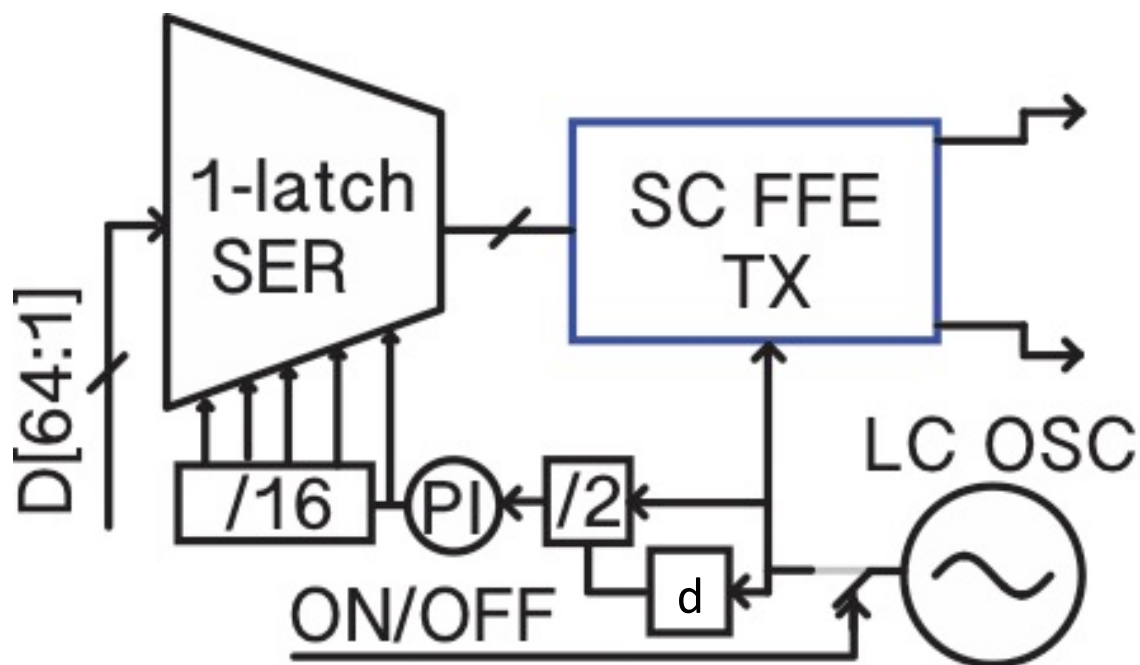 1-latch
SER
SC FFE
TX
D[64:1]
LC OSC
/16
PI
/2
d
ON/OFF